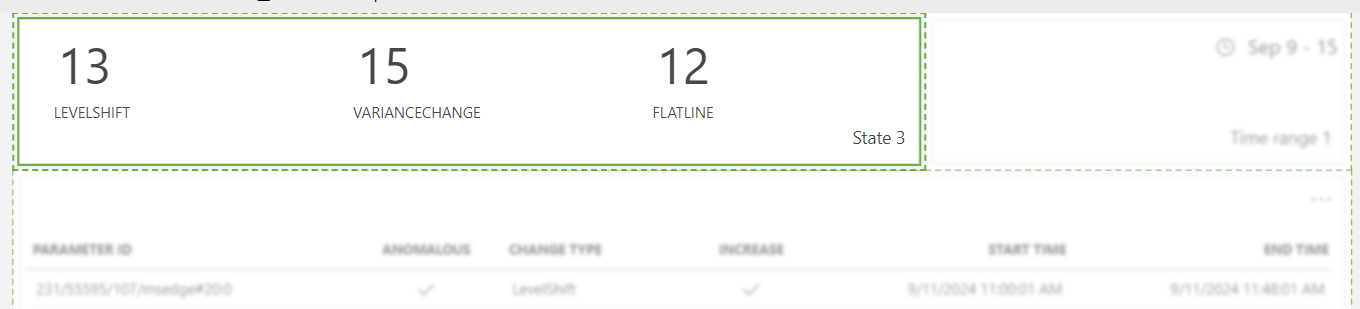 13 15 12
LEVELSHIFT VARIANCECHANGE FLATLINE
State 3
Sep 9 - 15
Time range 1
PARAMETER ID ANOMALOUS CHANGE TYPE INCREASE START TIME END TIME
231/55595/107/msedge#20:0 LevelShift 9/11/2024 11:00:01 AM 9/11/2024 11:48:01 AM